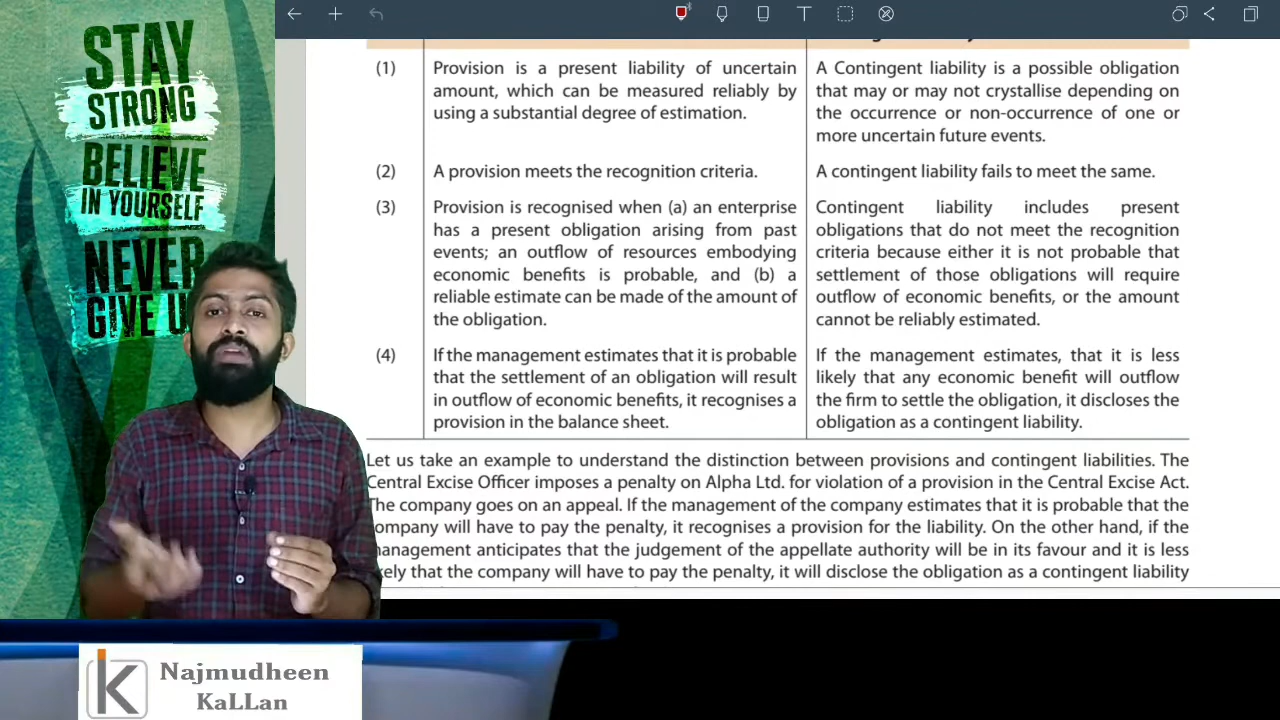 STAY
STRONG
BELIEVE
IN YOURSELF
NEVER
GIVE U
(1)
Provision is a present liability of uncertain
amount, which can be measured reliably by
using a substantial degree of estimation.
A Contingent liability is a possible obligation
that may or may not crystallise depending on
the occurrence or non-occurrence of one or
more uncertain future events.
(2)
A provision meets the recognition criteria.
A contingent liability fails to meet the same.
(3)
Provision is recognised when (a) an enterprise
has a present obligation arising from past
events; an outflow of resources embodying
economic benefits is probable, and (b) a
reliable estimate can be made of the amount of
the obligation.
Contingent liability includes present
obligations that do not meet the recognition
criteria because either it is not probable that
settlement of those obligations will require
outflow of economic benefits, or the amount
cannot be reliably estimated.
(4)
If the management estimates that it is probable
that the settlement of an obligation will result
in outflow of economic benefits, it recognises a
provision in the balance sheet.
If the management estimates, that it is less
likely that any economic benefit will outflow
the firm to settle the obligation, it discloses the
obligation as a contingent liability.
Let us take an example to understand the distinction between provisions and contingent liabilities. The
Central Excise Officer imposes a penalty on Alpha Ltd. for violation of a provision in the Central Excise Act.
The company goes on an appeal. If the management of the company estimates that it is probable that the
company will have to pay the penalty, it recognises a provision for the liability. On the other hand, if the
management anticipates that the judgement of the appellate authority will be in its favour and it is less
kely that the company will have to pay the penalty, it will disclose the obligation as a contingent liability
k
Najmudheen
KaLLan